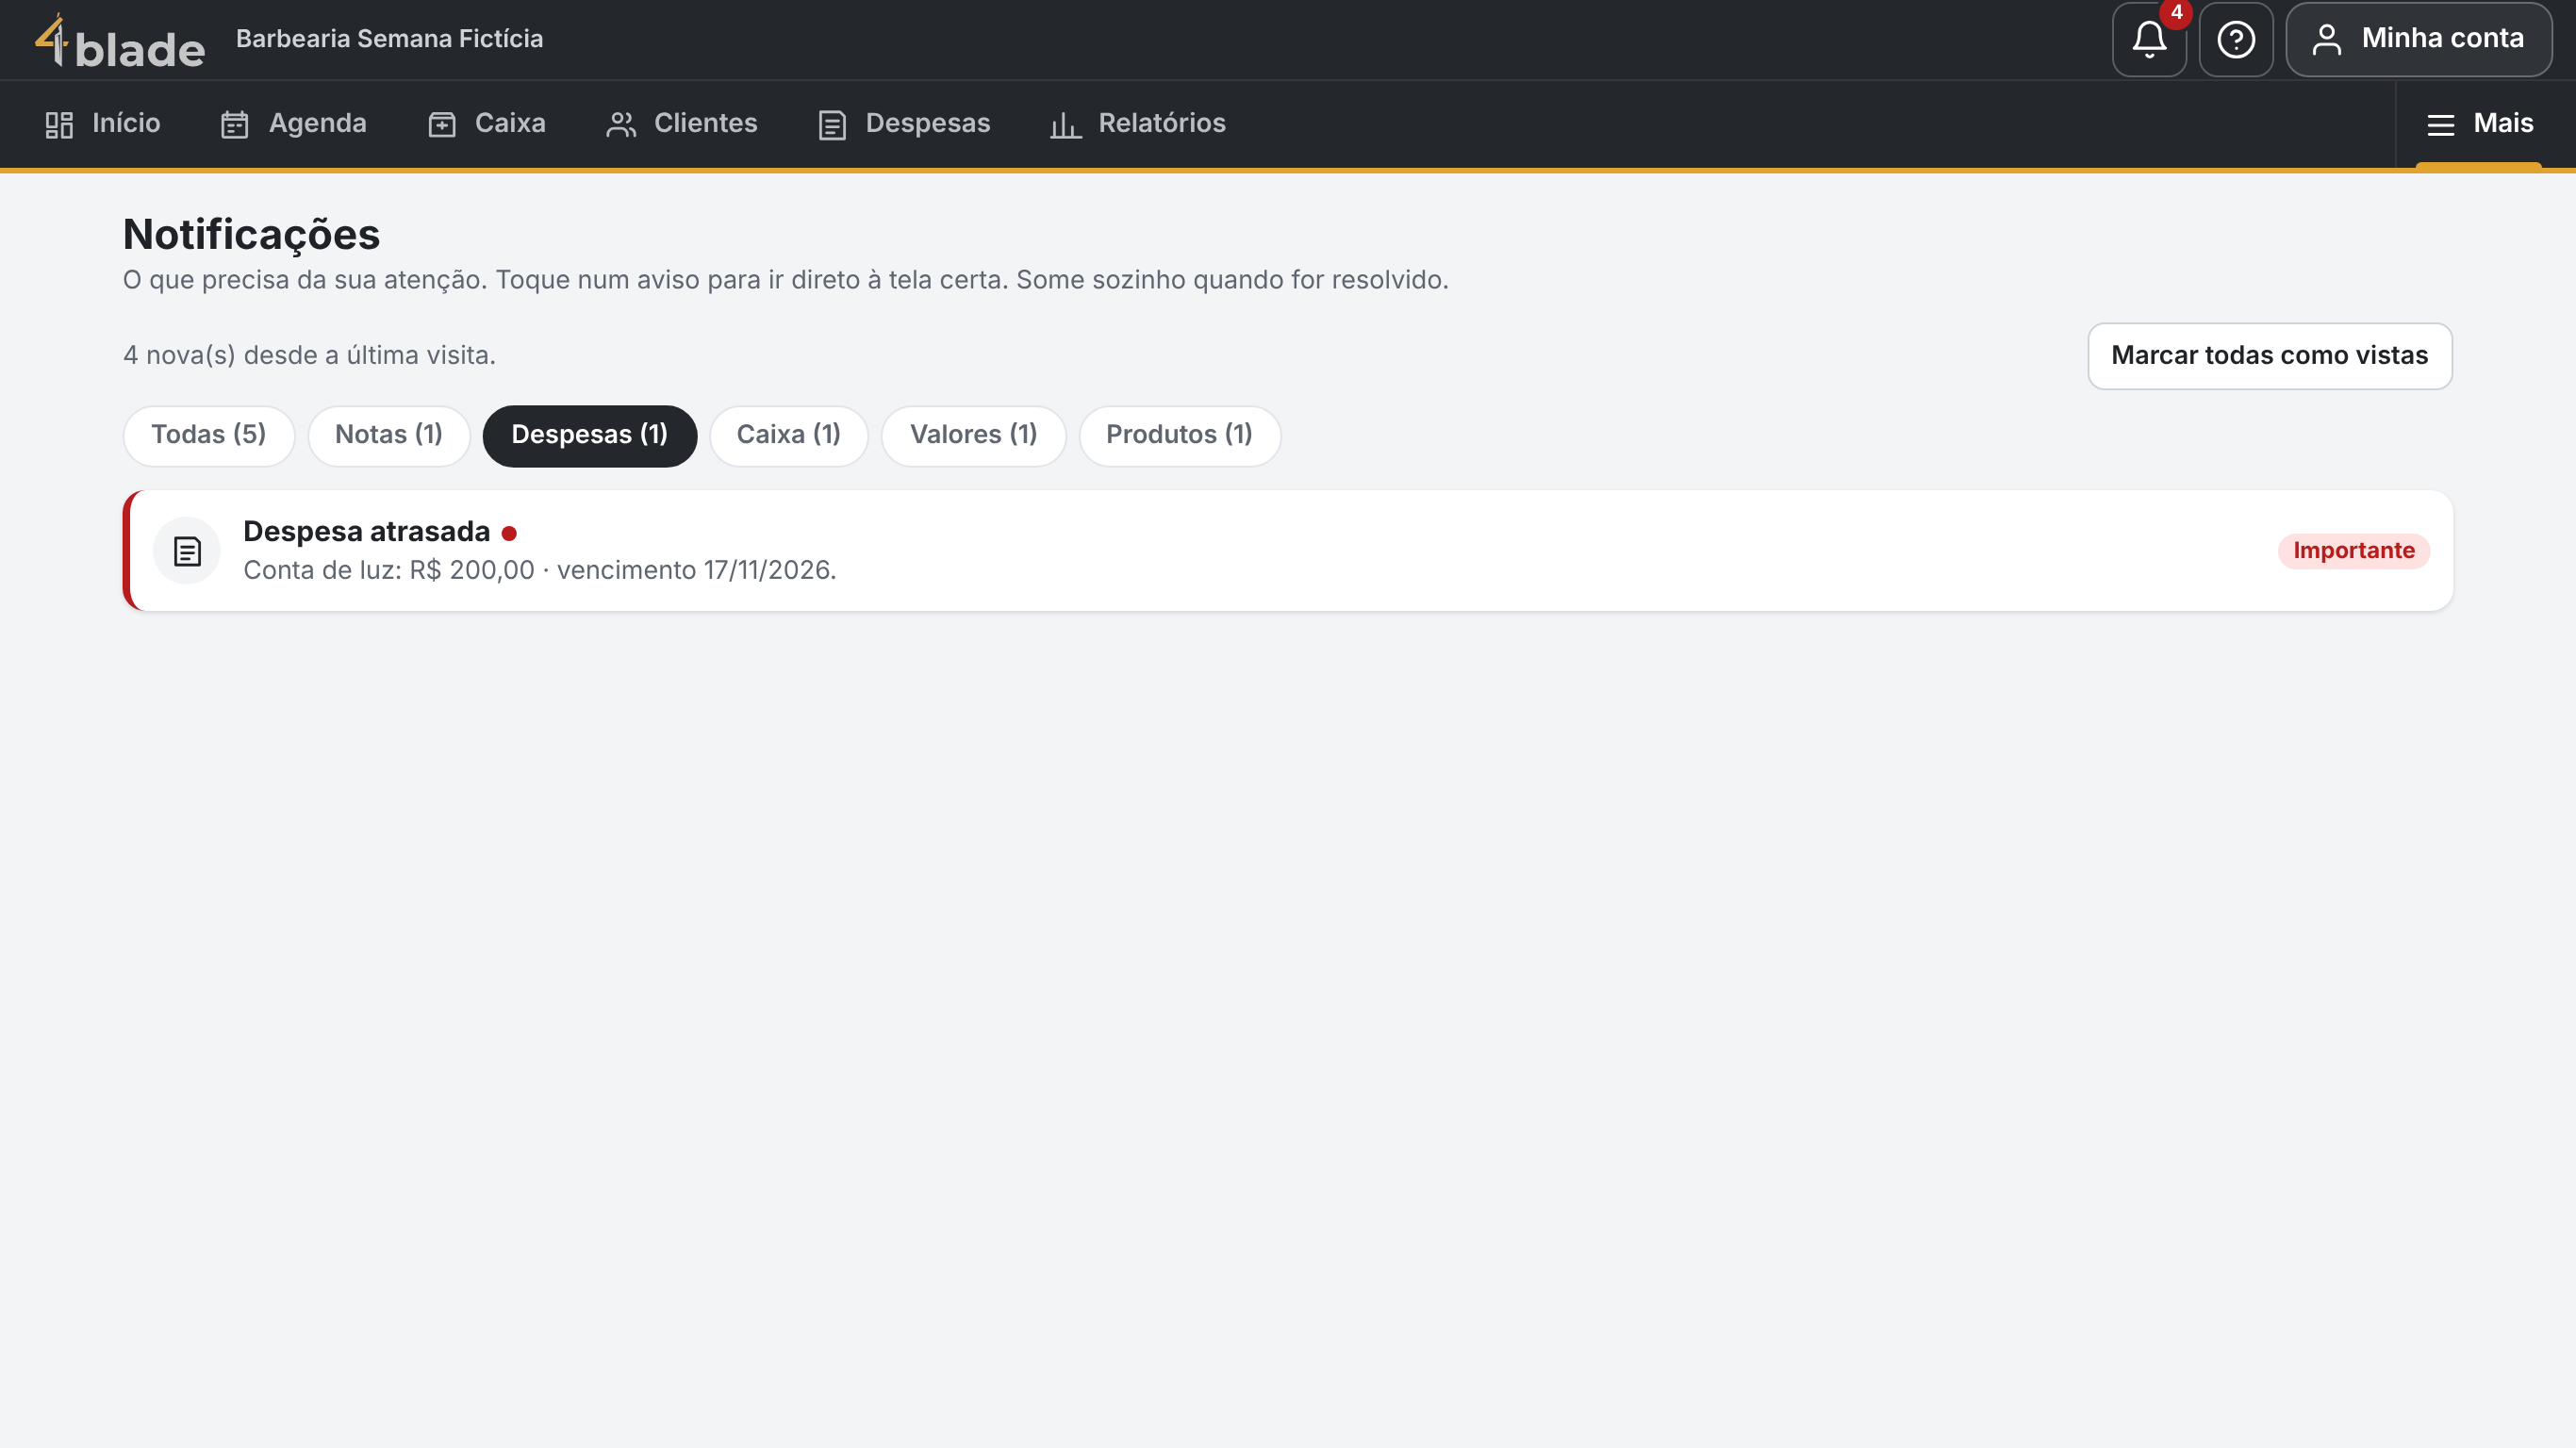 4blade
Barbearia Semana Fictícia
4
Minha conta
Início
Agenda
Caixa
Clientes
Despesas
Relatórios
Mais
Notificações
O que precisa da sua atenção. Toque num aviso para ir direto à tela certa. Some sozinho quando for resolvido.
4 nova(s) desde a última visita.
Marcar todas como vistas
Todas (5)
Notas (1)
Despesas (1)
Caixa (1)
Valores (1)
Produtos (1)
Despesa atrasada
Conta de luz: R$ 200,00 · vencimento 17/11/2026.
Importante